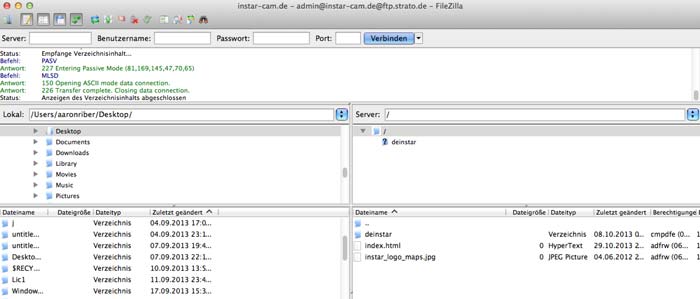 instar-cam.de – admin@instar-cam.de@ftp.strato.de – FileZilla
Server: Benutzername: Passwort: Port: Verbinden
Status: Empfange Verzeichnisinhalt...
Befehl: PASV
Antwort: 227 Entering Passive Mode (81,169,145,47,70,65)
Befehl: MLSD
Antwort: 150 Opening ASCII mode data connection.
Antwort: 226 Transfer complete. Closing data connection.
Status: Anzeigen des Verzeichnisinhalts abgeschlossen
Lokal: /Users/aaronriber/Desktop/
Desktop
Documents
Downloads
Library
Movies
Music
Pictures
Server: /
/
deinstar
Dateiname Dateigröße Dateityp Zuletzt geändert
j Verzeichnis 04.09.2013 17:0...
untitle... Verzeichnis 04.09.2013 23:1...
untitle... Verzeichnis 07.09.2013 19:4...
Deskto... Verzeichnis 07.09.2013 22:1...
$RECY... Verzeichnis 10.09.2013 13:5...
Lic1 Verzeichnis 14.09.2013 23:1...
Window... Verzeichnis 17.09.2013 15:3...
Dateiname Dateigröße Dateityp Zuletzt geändert Berechtigungen
..
deinstar Verzeichnis 08.10.2013 0... cmpdfe (06...
index.html 0 HyperText 29.10.2013 2... adfrw (06...
instar_logo_maps.jpg 0 JPEG Picture 04.06.2012 2... adfrw (06...